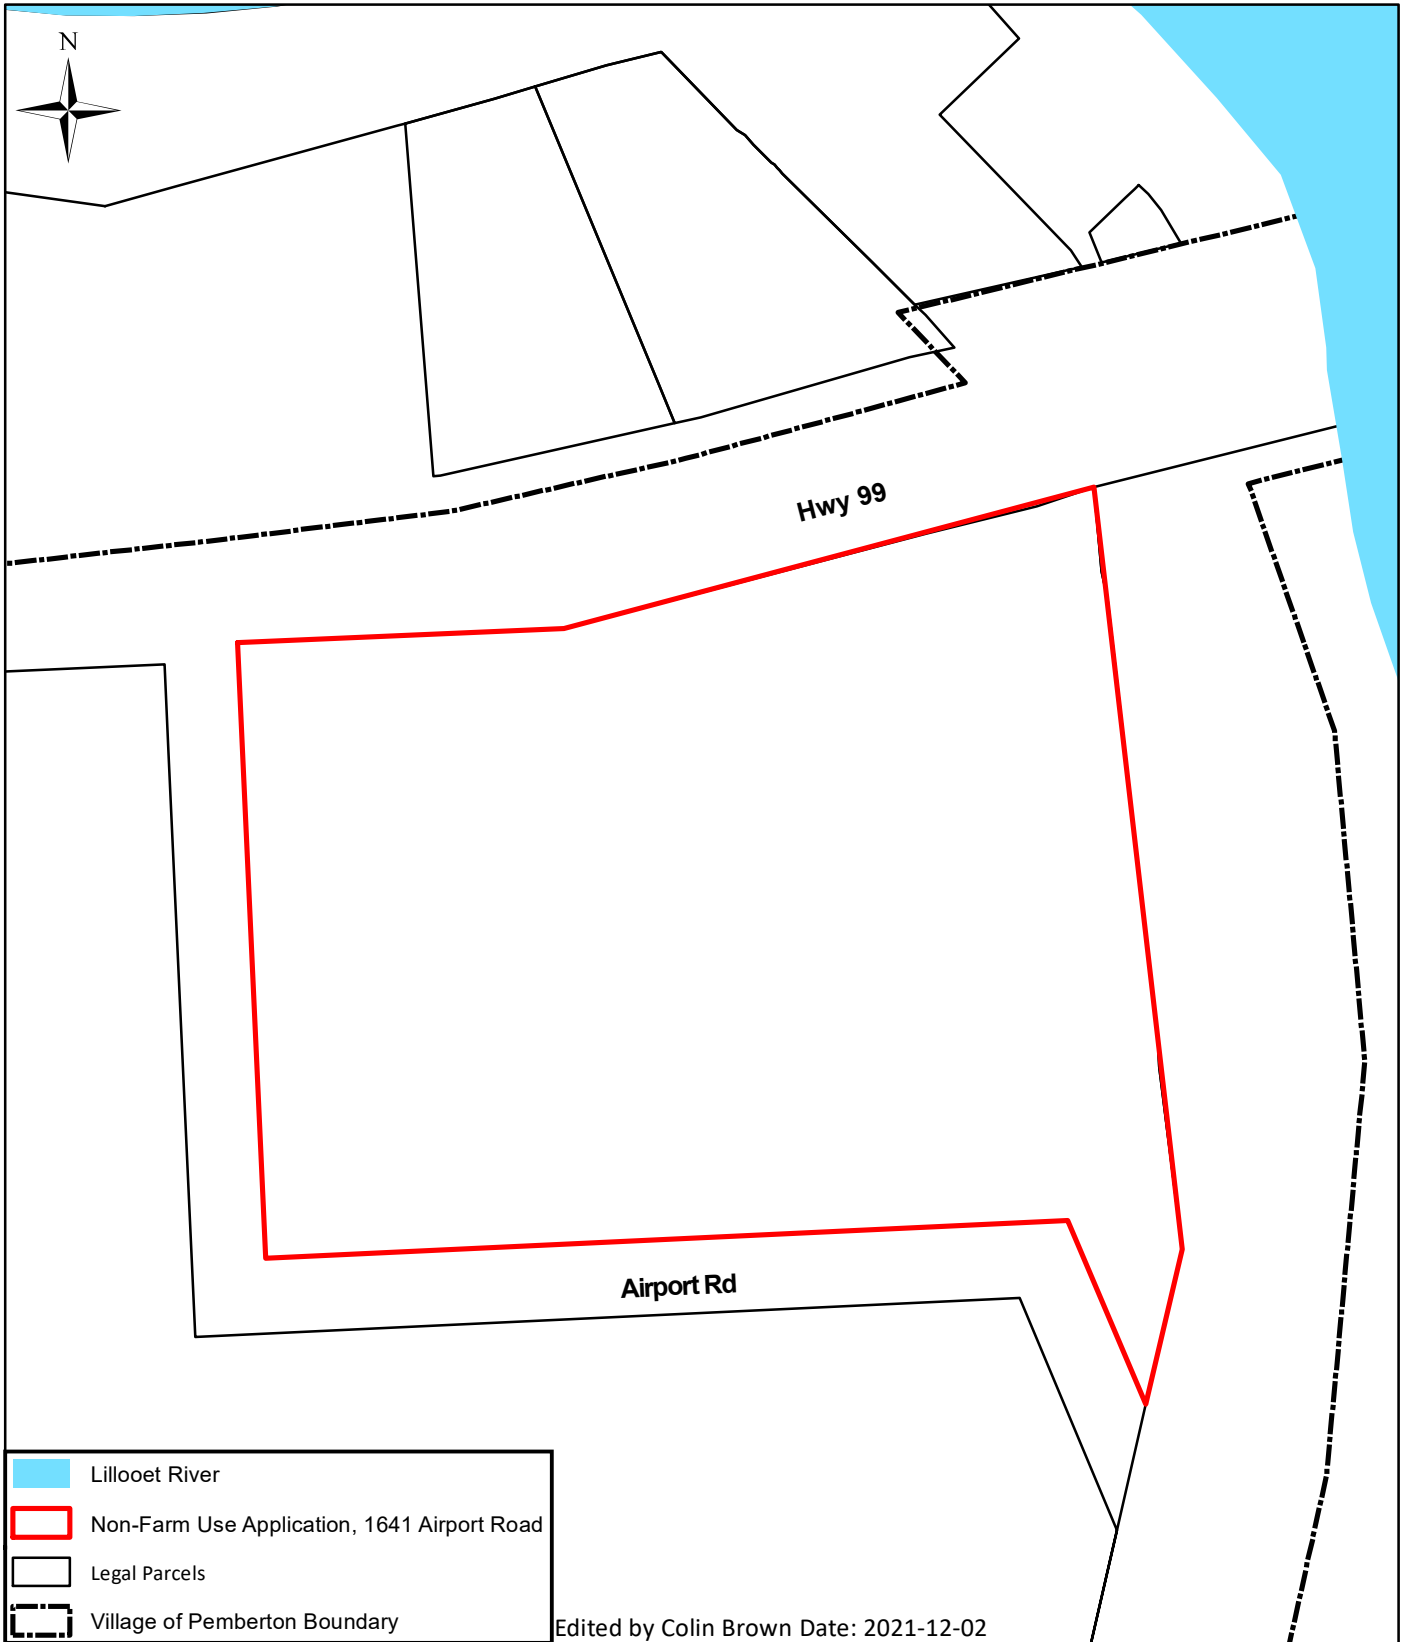 N
Hwy 99
Airport Rd
Lillooet River
Non-Farm Use Application, 1641 Airport Road
Legal Parcels
Village of Pemberton Boundary
Edited by Colin Brown Date: 2021-12-02